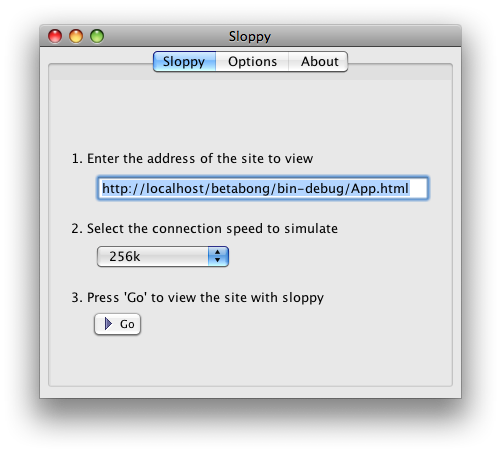 Sloppy
Sloppy Options About
1. Enter the address of the site to view
http://localhost/betabong/bin-debug/App.html
2. Select the connection speed to simulate
256k
3. Press 'Go' to view the site with sloppy
Go